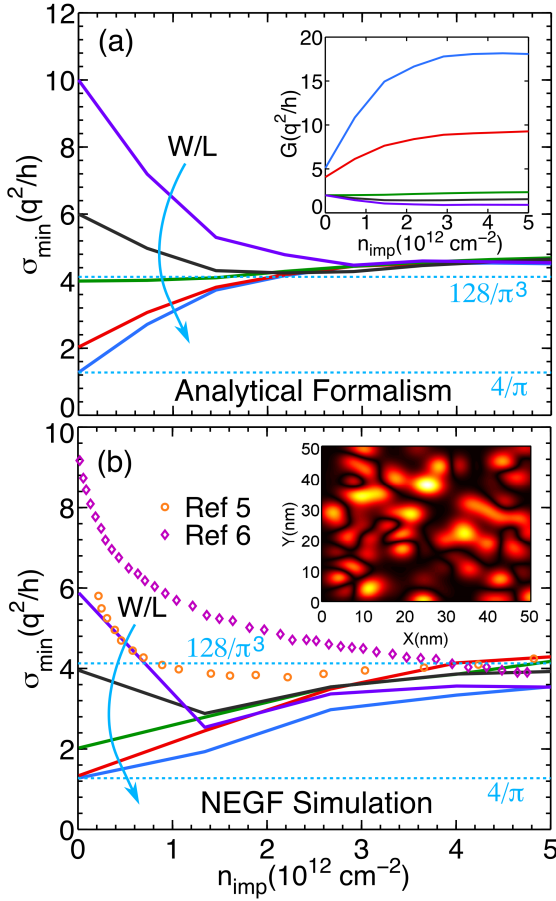 12
10
8
6
4
2
0
σmin(q²/h)
(a)
W/L
128/π³
4/π
Analytical Formalism
20
15
10
5
0
G(q²/h)
0 1 2 3 4 5
nimp(10¹² cm⁻²)
10
8
6
4
2
0
σmin(q²/h)
(b)
Ref 5
Ref 6
W/L
128/π³
4/π
NEGF Simulation
50
40
30
20
10
0
Y(nm)
0 10 20 30 40 50
X(nm)
0 1 2 3 4 5
nimp(10¹² cm⁻²)